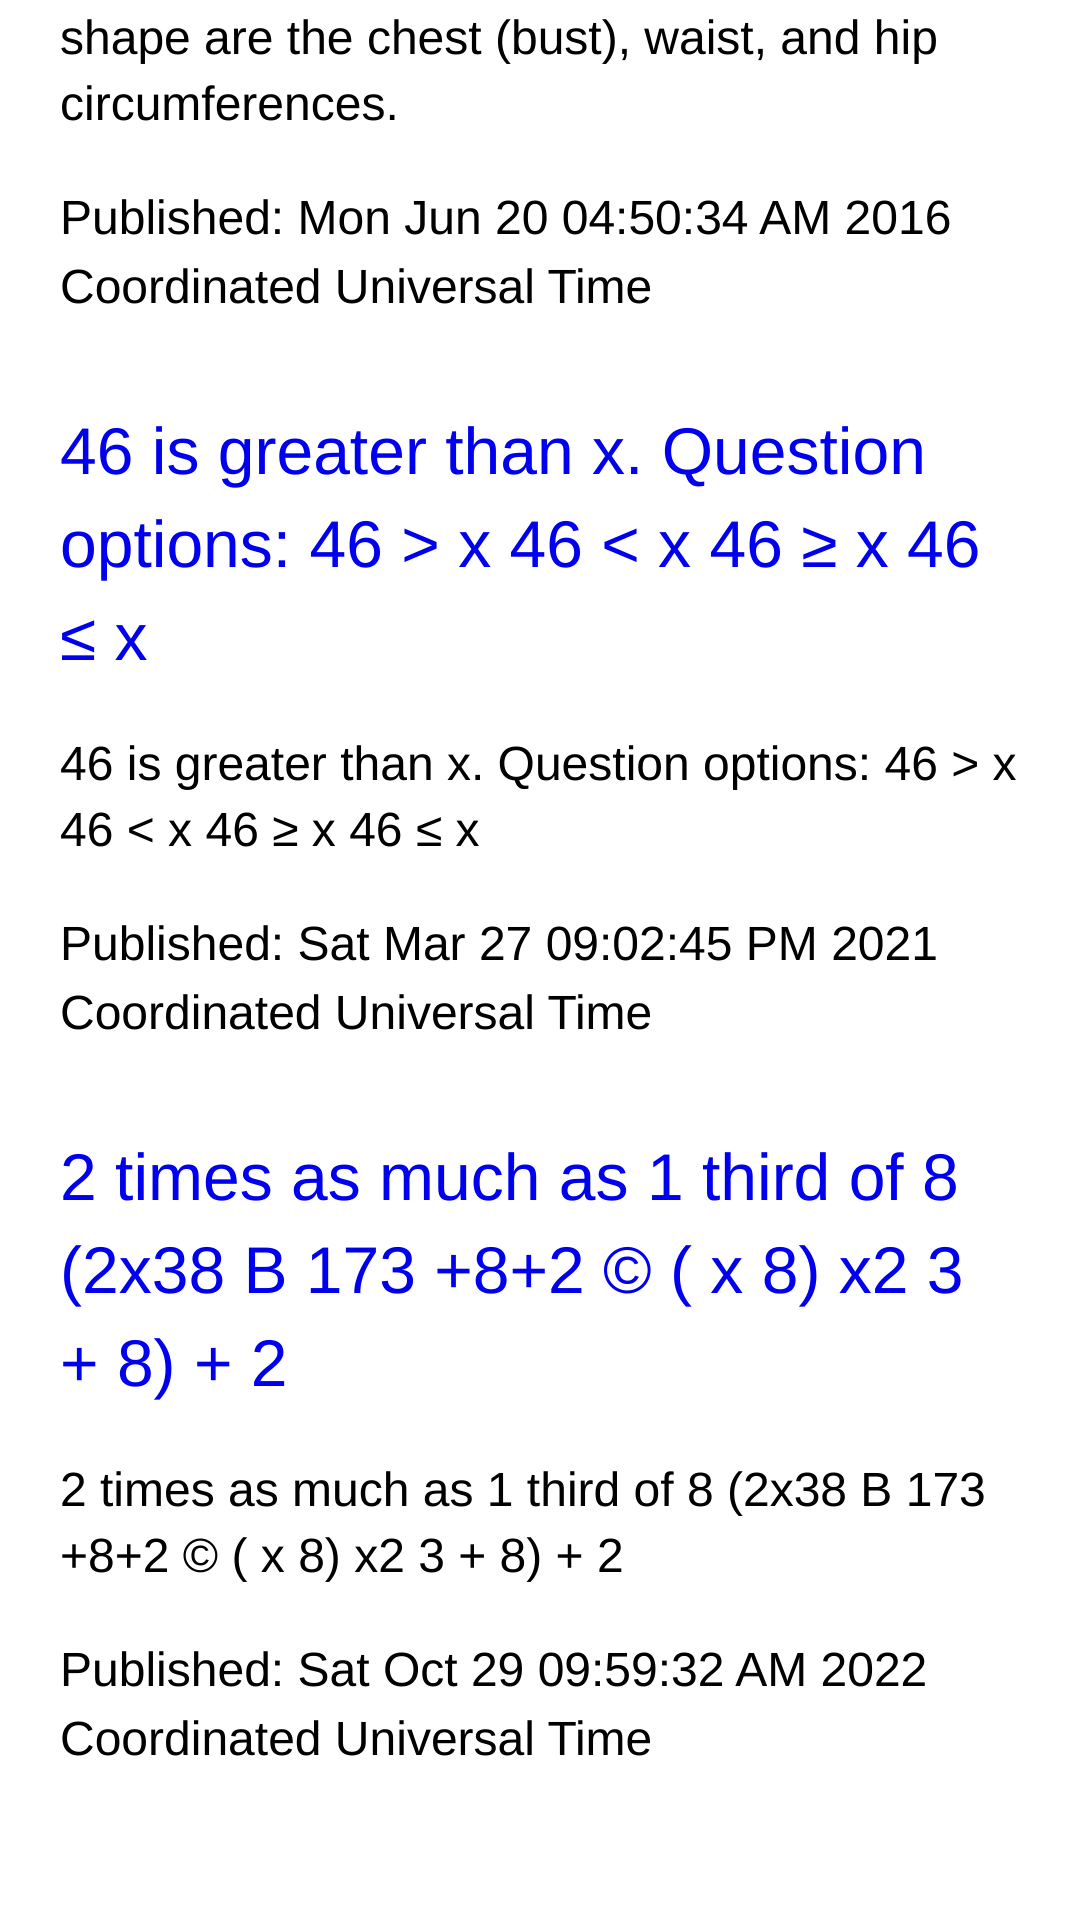 shape are the chest (bust), waist, and hip
circumferences.
Published: Mon Jun 20 04:50:34 AM 2016
Coordinated Universal Time
46 is greater than x. Question
options: 46 > x 46 < x 46 ≥ x 46
≤ x
46 is greater than x. Question options: 46 > x
46 < x 46 ≥ x 46 ≤ x
Published: Sat Mar 27 09:02:45 PM 2021
Coordinated Universal Time
2 times as much as 1 third of 8
(2x38 B 173 +8+2 © ( x 8) x2 3
+ 8) + 2
2 times as much as 1 third of 8 (2x38 B 173
+8+2 © ( x 8) x2 3 + 8) + 2
Published: Sat Oct 29 09:59:32 AM 2022
Coordinated Universal Time